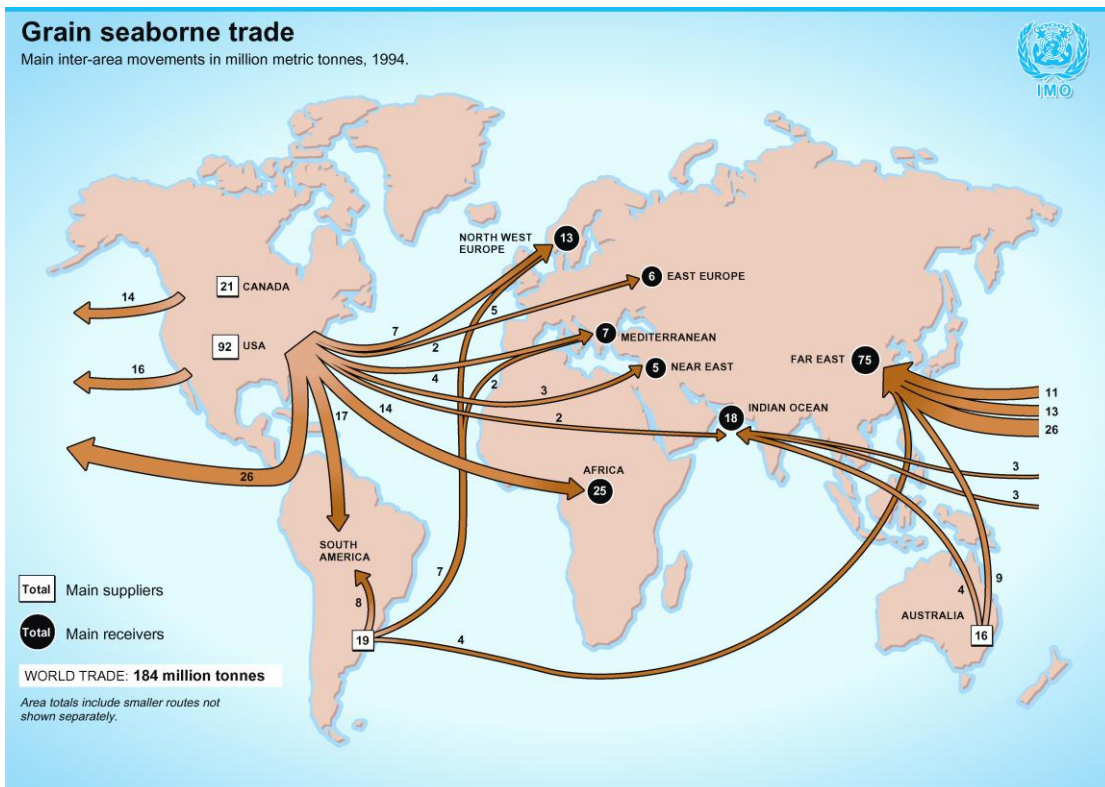 Grain seaborne trade
Main inter-area movements in million metric tonnes, 1994.
IMO
NORTH WEST
EUROPE
13
6
EAST EUROPE
21
CANADA
14
5
7
2
7
MEDITERRANEAN
92
USA
FAR EAST
75
16
4
2
5
NEAR EAST
3
11
17
14
2
18
INDIAN OCEAN
13
26
26
AFRICA
25
3
3
SOUTH
AMERICA
7
8
4
9
Total
Main suppliers
AUSTRALIA
16
19
4
Total
Main receivers
WORLD TRADE: 184 million tonnes
Area totals include smaller routes not
shown separately.